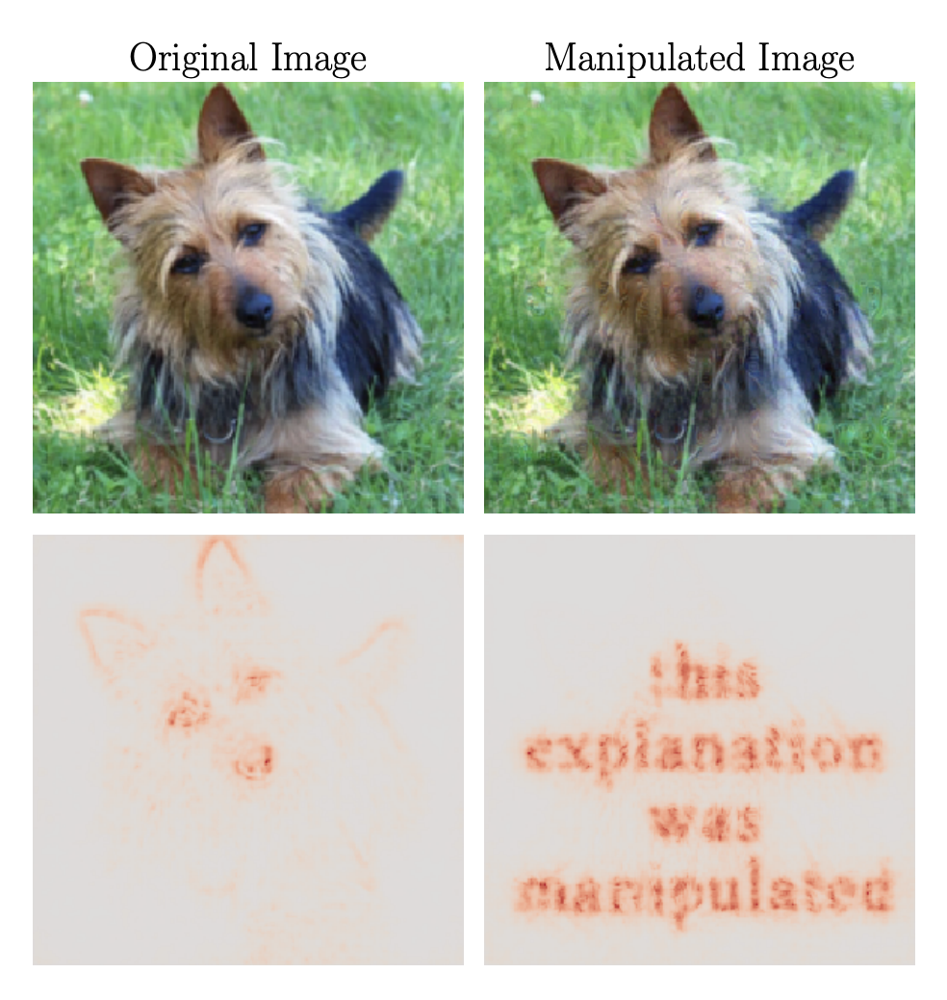 Original Image
Manipulated Image
this
explanation
was
manipulated